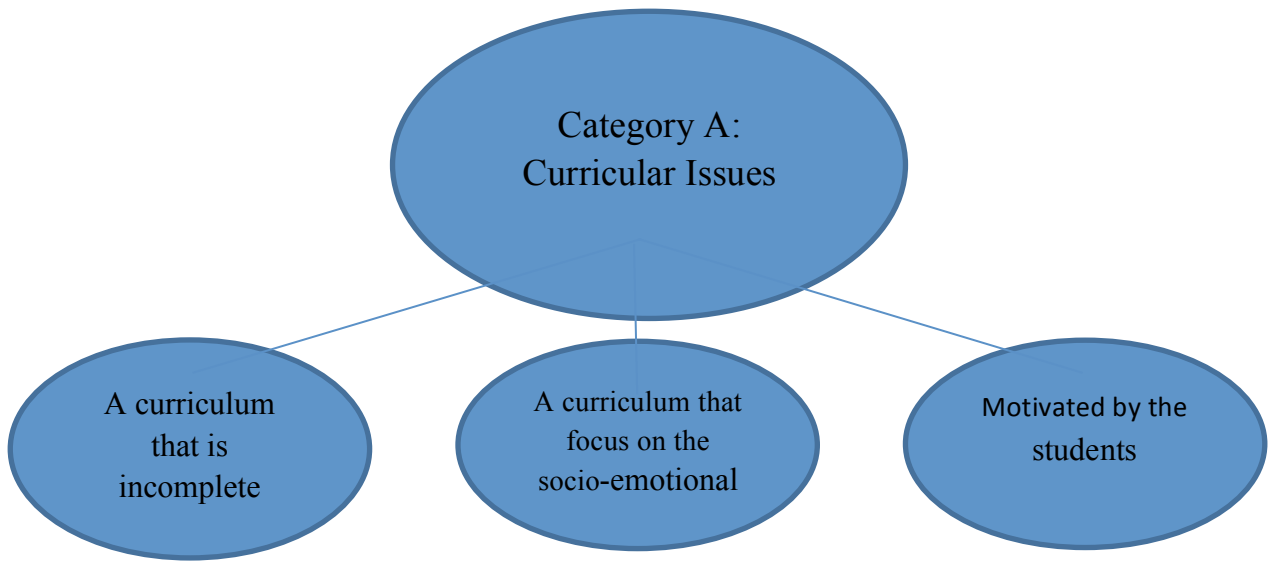 Category A:
Curricular Issues
A curriculum
that is
incomplete
A curriculum that
focus on the
socio-emotional
Motivated by the
students